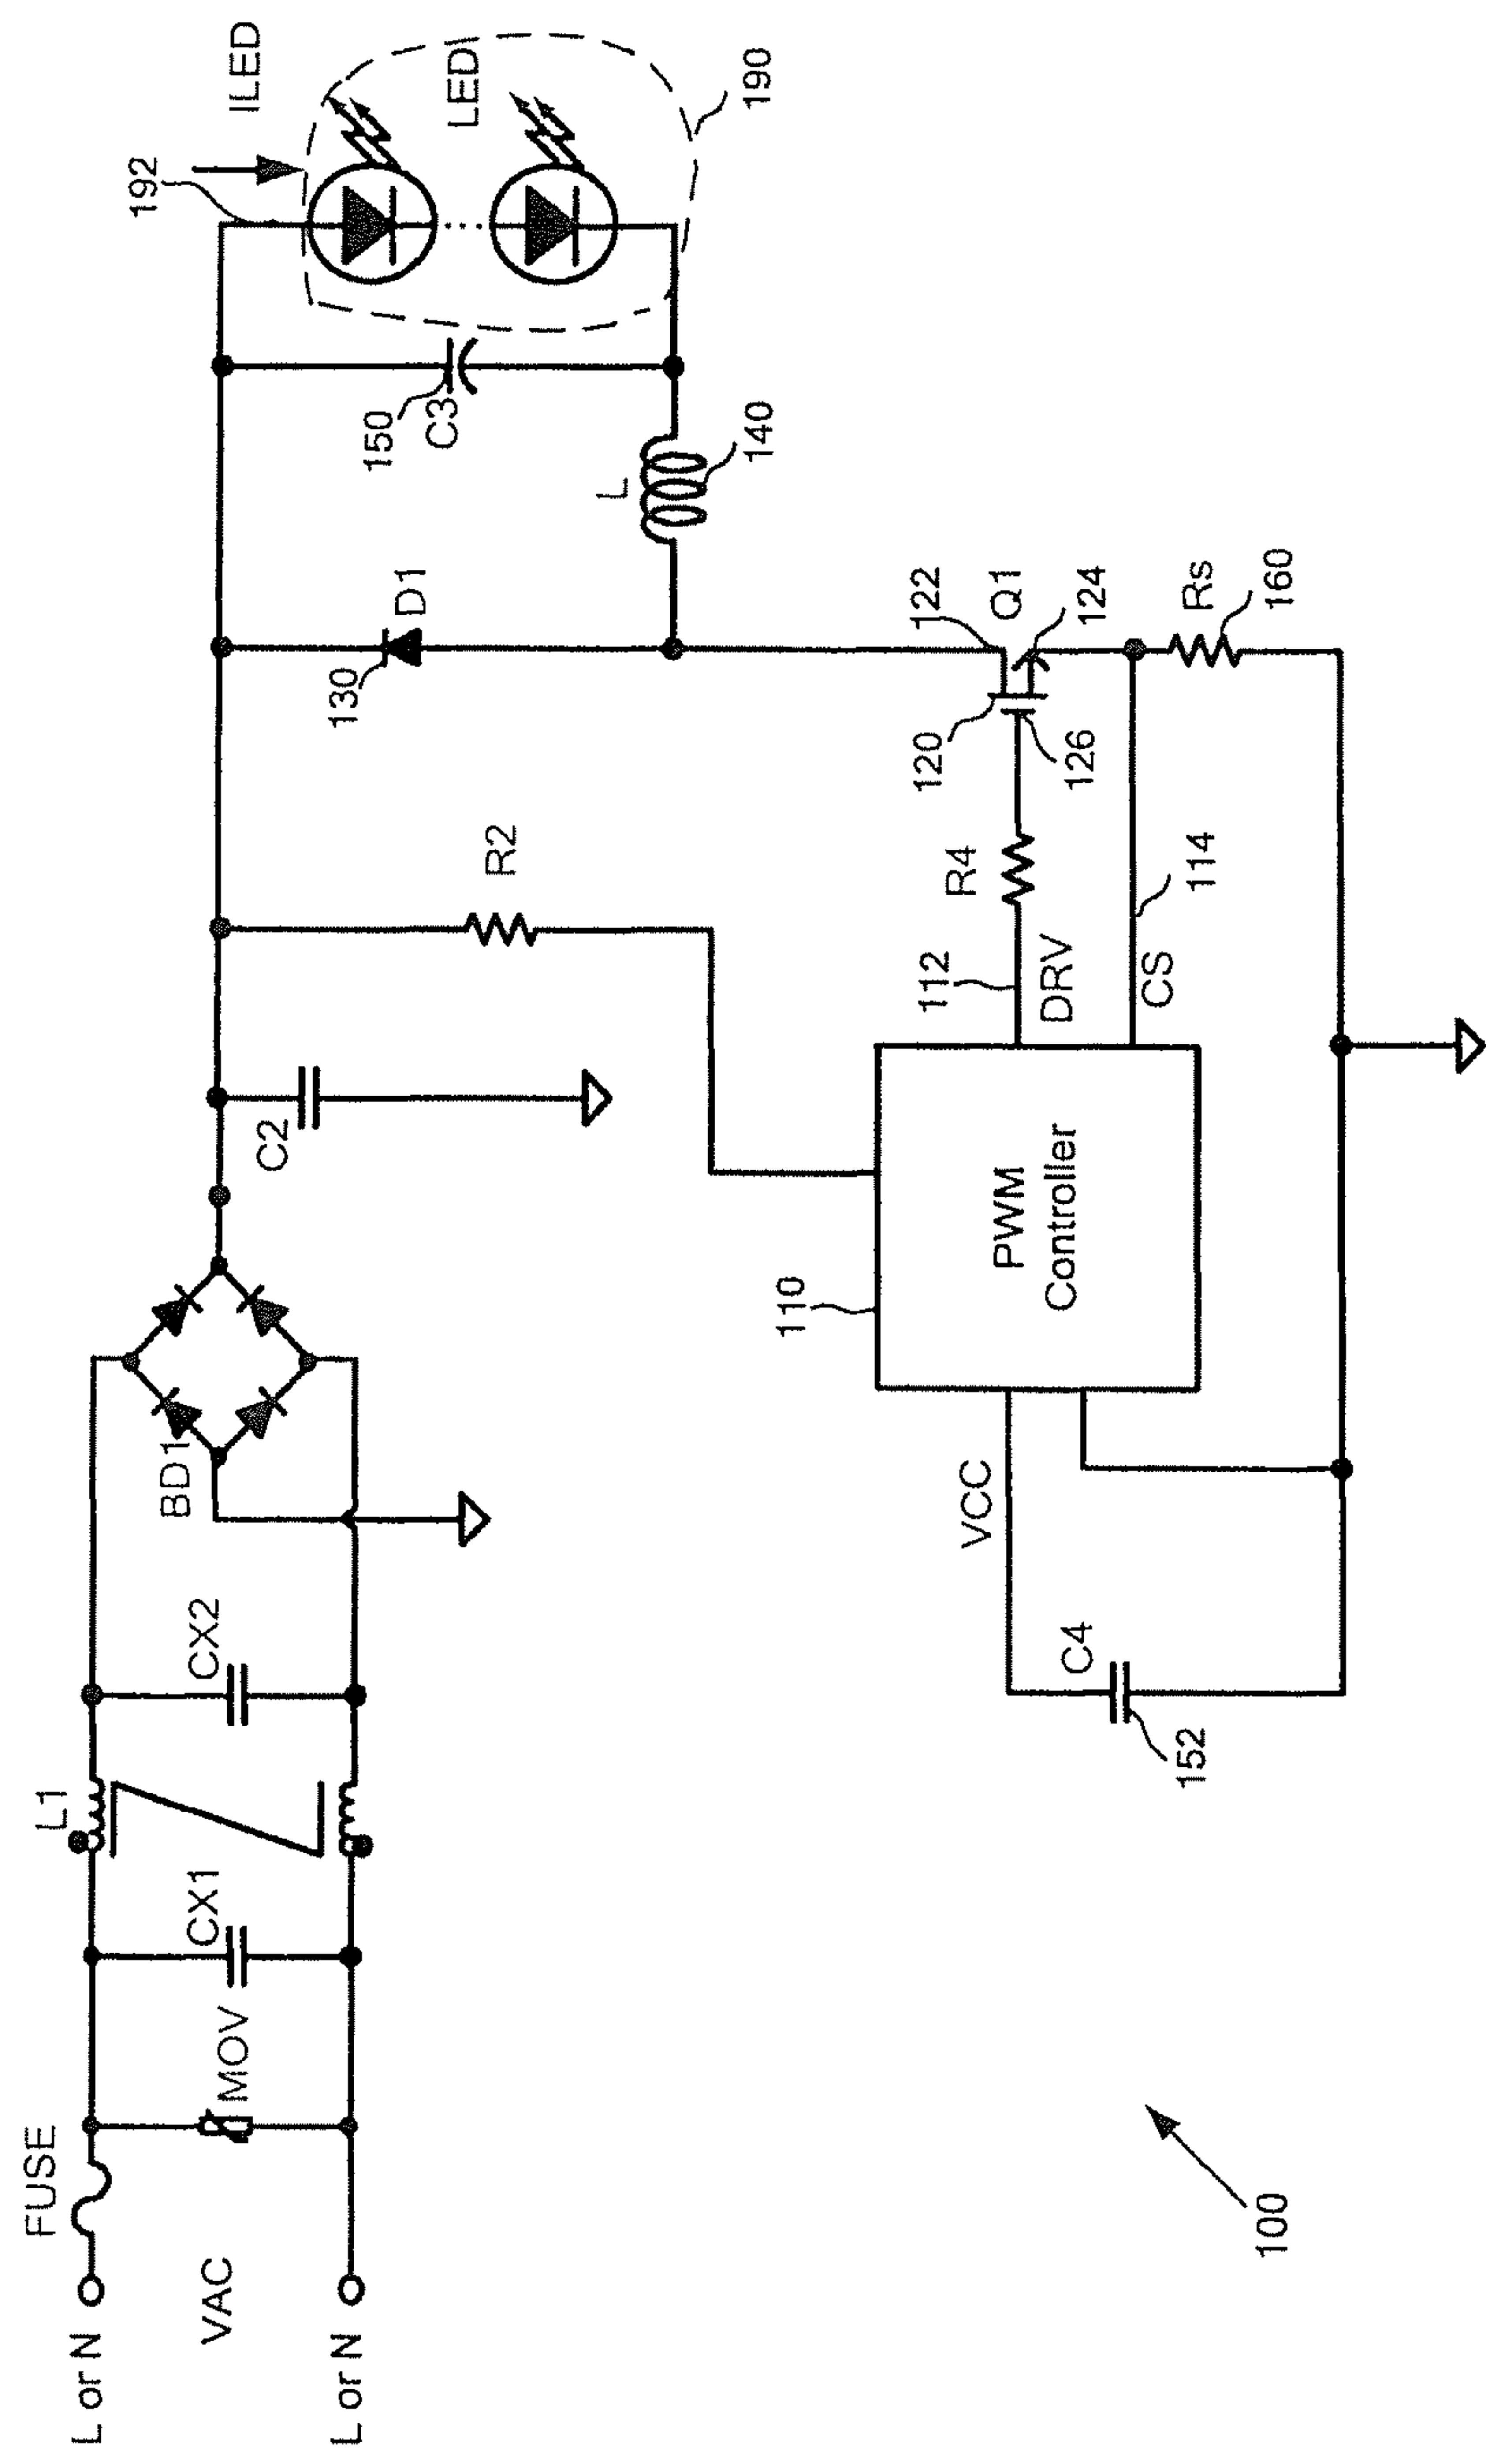 FUSE
L or N
VAC
L or N
MOV
CX1
L1
CX2
BD1
C2
R2
130
D1
150
C3
L
140
192
ILED
LED
190
122
Q1
120
124
126
Rs
160
R4
112
DRV
114
CS
110
PWM
Controller
VCC
C4
152
100